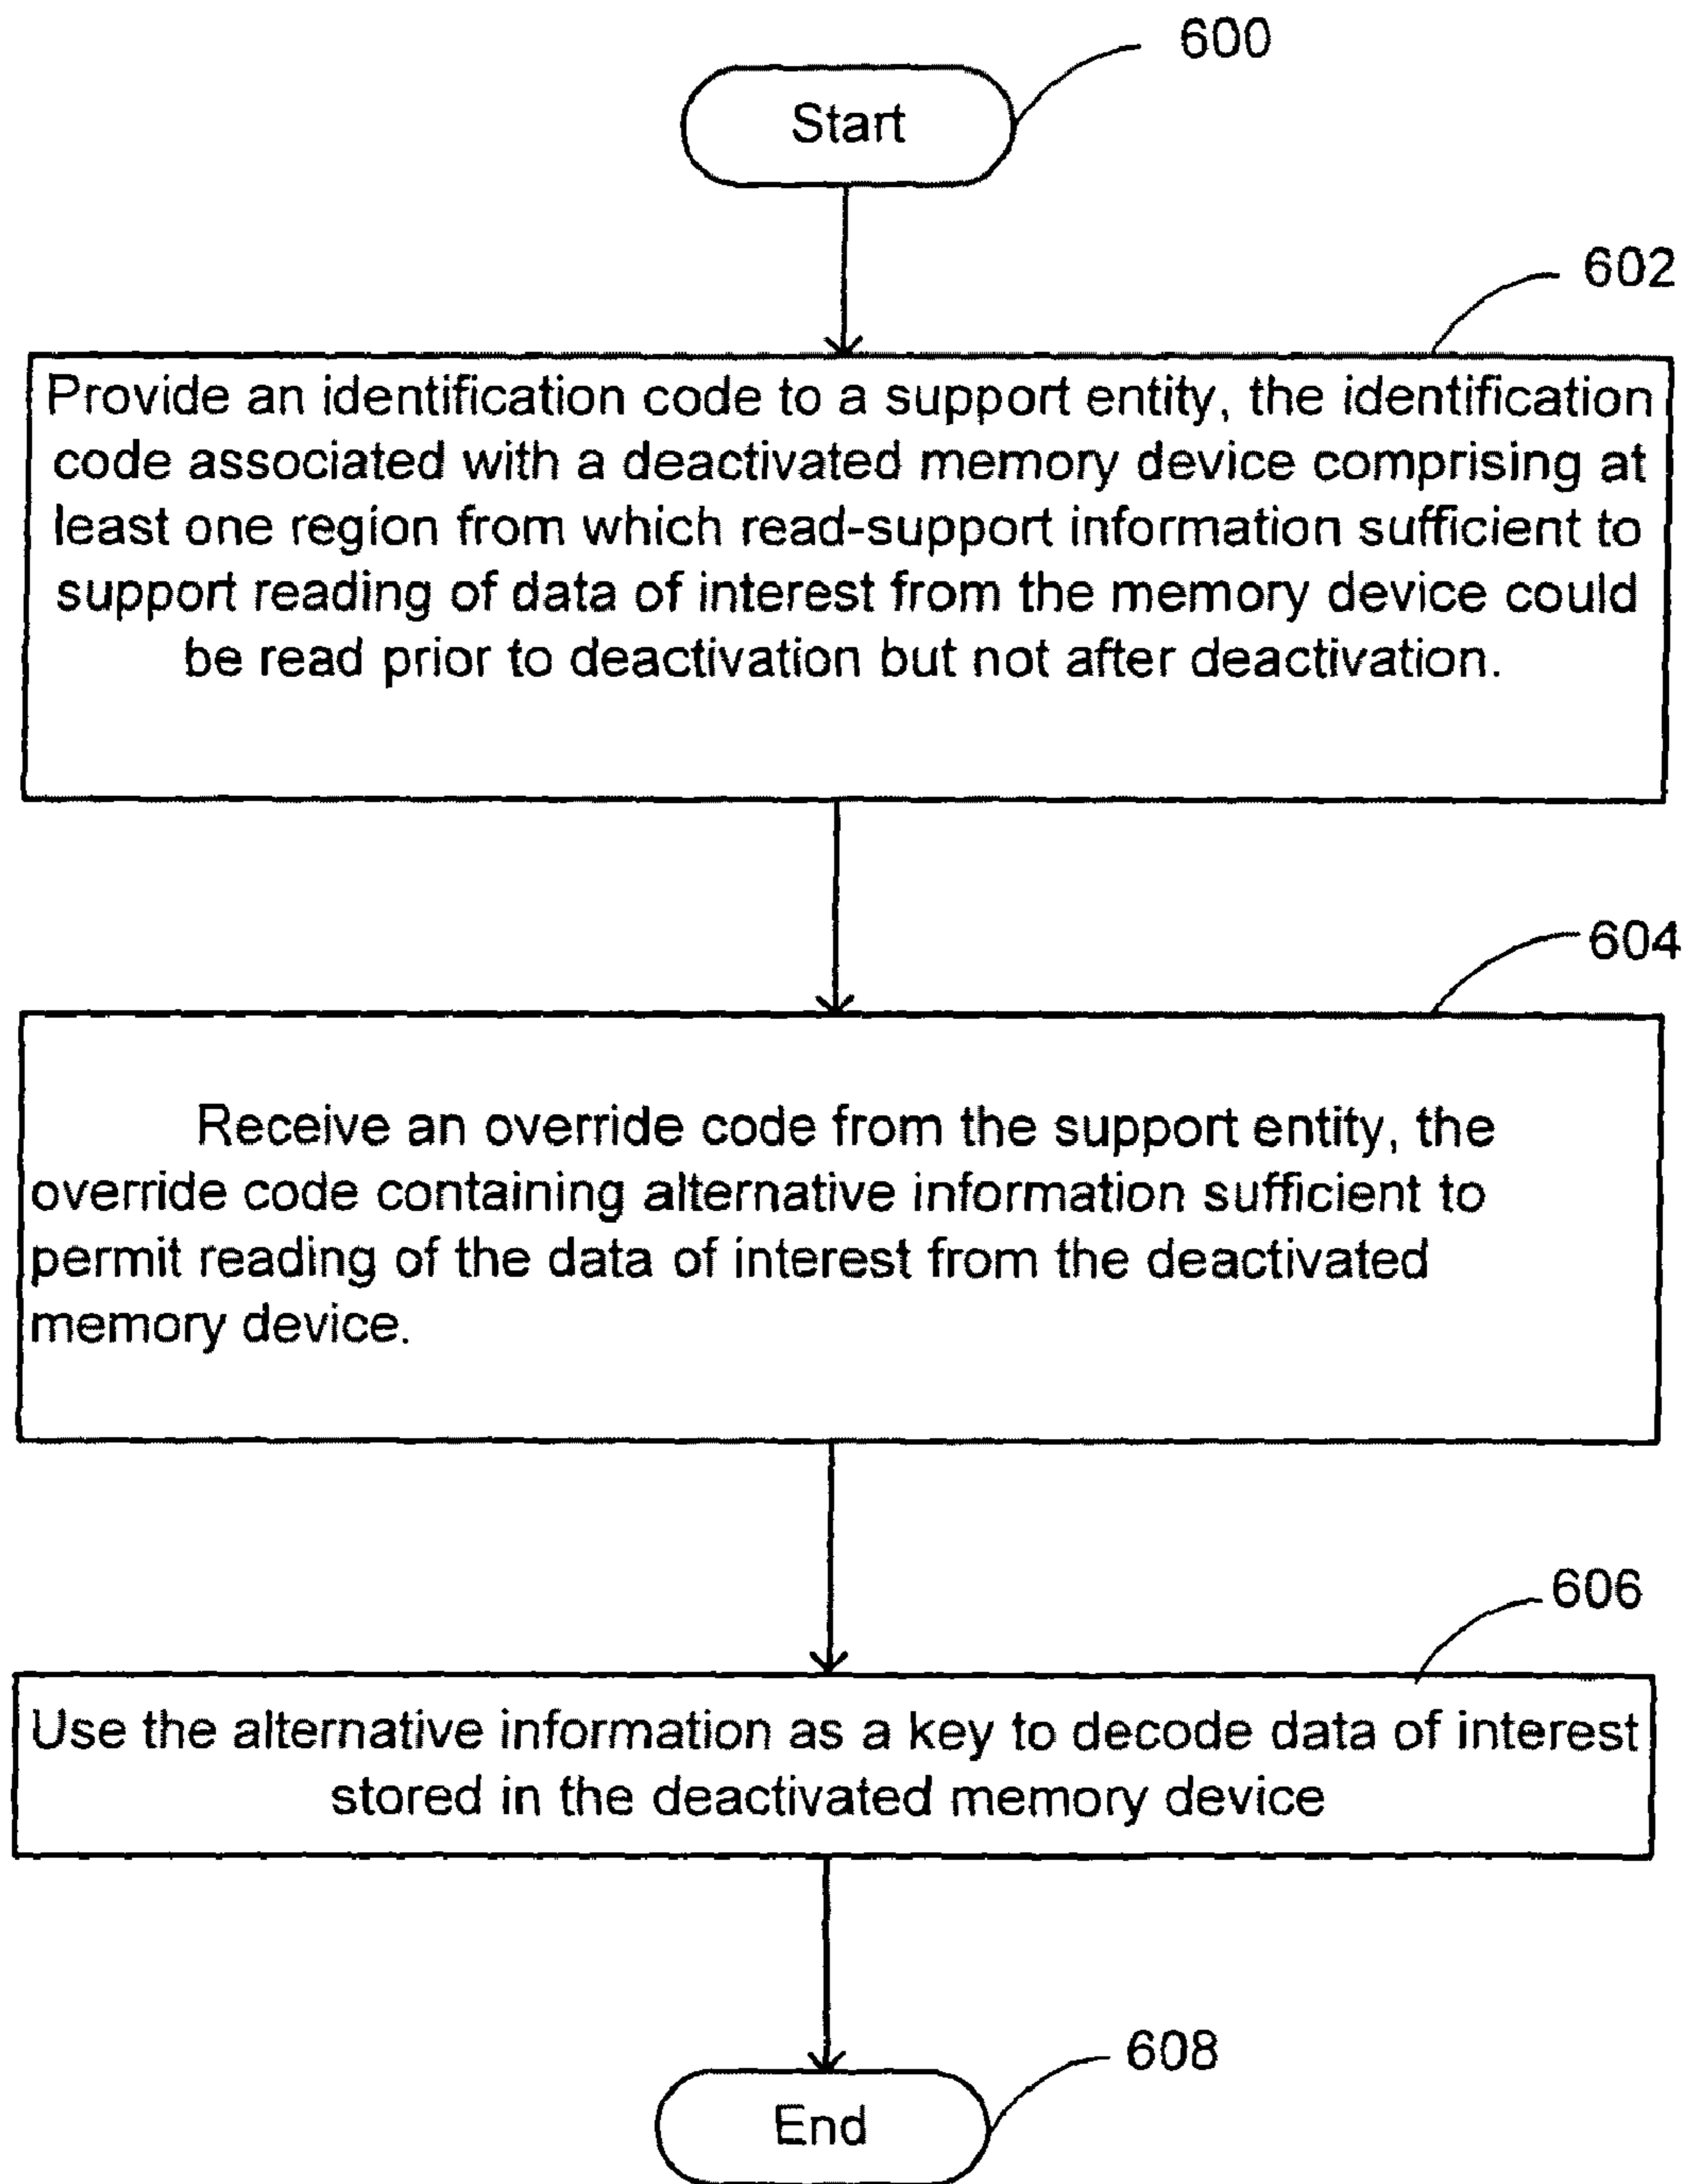 600
Start
602
Provide an identification code to a support entity, the identification
code associated with a deactivated memory device comprising at
least one region from which read-support information sufficient to
support reading of data of interest from the memory device could
be read prior to deactivation but not after deactivation.
604
Receive an override code from the support entity, the
override code containing alternative information sufficient to
permit reading of the data of interest from the deactivated
memory device.
606
Use the alternative information as a key to decode data of interest
stored in the deactivated memory device
608
End